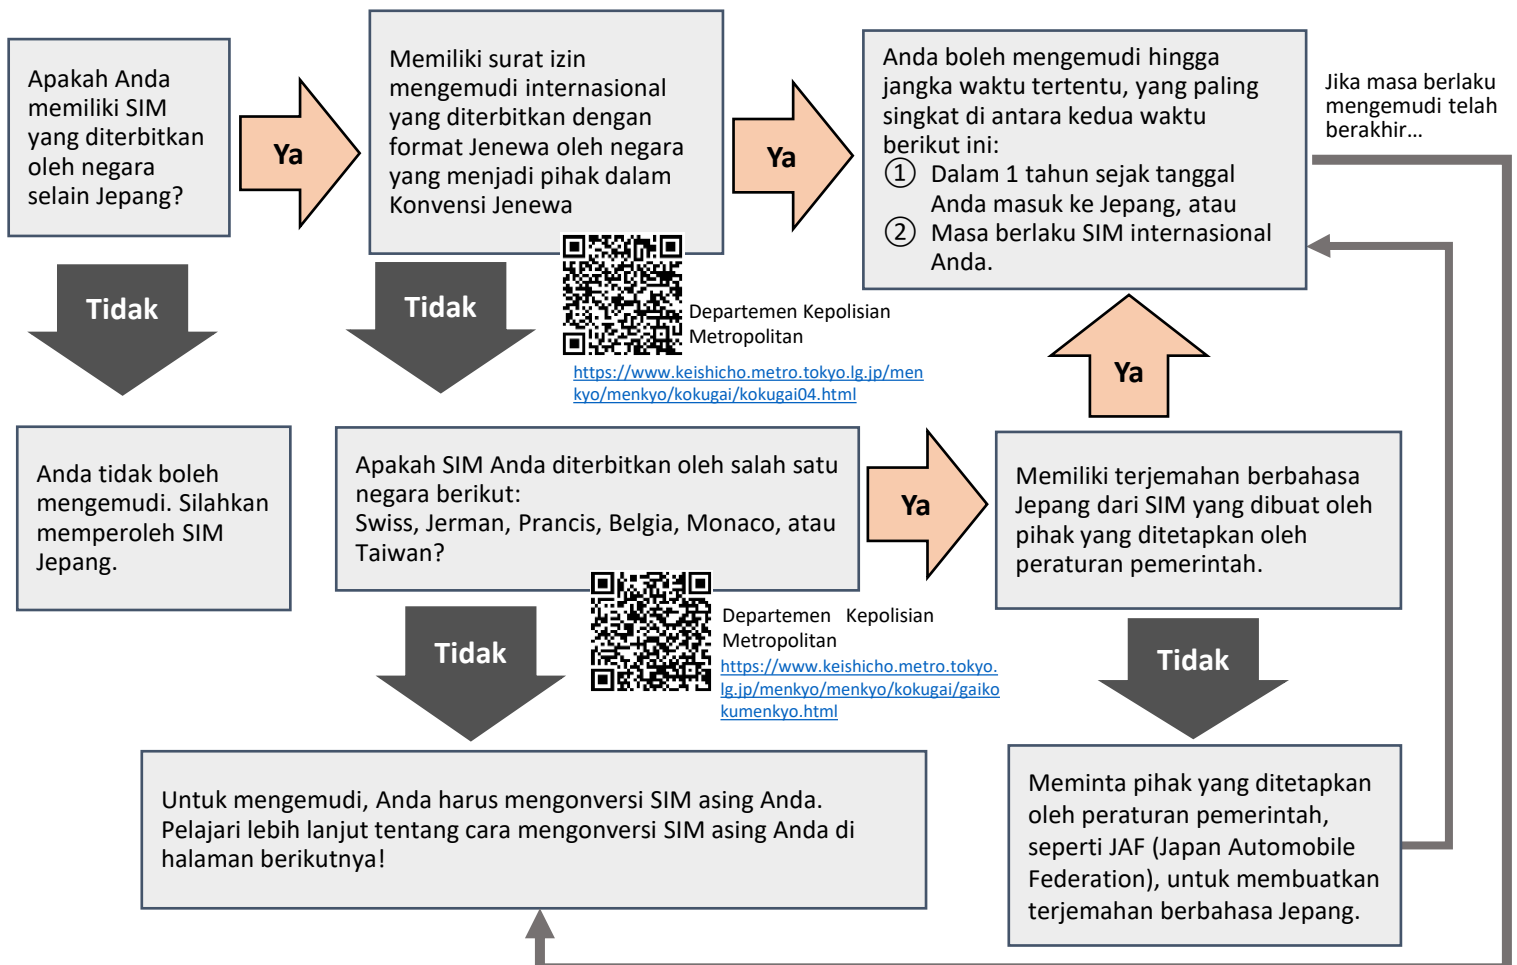 Apakah Anda
memiliki SIM
yang diterbitkan
oleh negara
selain Jepang?
Ya
Memiliki surat izin
mengemudi internasional
yang diterbitkan dengan
format Jenewa oleh negara
yang menjadi pihak dalam
Konvensi Jenewa
Ya
Anda boleh mengemudi hingga
jangka waktu tertentu, yang paling
singkat di antara kedua waktu
berikut ini:
① Dalam 1 tahun sejak tanggal
Anda masuk ke Jepang, atau
② Masa berlaku SIM internasional
Anda.
Jika masa berlaku
mengemudi telah
berakhir...
Tidak
Tidak
Departemen Kepolisian
Metropolitan
https://www.keishicho.metro.tokyo.lg.jp/men
kyo/menkyo/kokugai/kokugai04.html
Ya
Anda tidak boleh
mengemudi. Silahkan
memperoleh SIM
Jepang.
Apakah SIM Anda diterbitkan oleh salah satu
negara berikut:
Swiss, Jerman, Prancis, Belgia, Monaco, atau
Taiwan?
Ya
Memiliki terjemahan berbahasa
Jepang dari SIM yang dibuat oleh
pihak yang ditetapkan oleh
peraturan pemerintah.
Tidak
Departemen Kepolisian
Metropolitan
https://www.keishicho.metro.tokyo.
lg.jp/menkyo/menkyo/kokugai/gaiko
kumenkyo.html
Tidak
Untuk mengemudi, Anda harus mengonversi SIM asing Anda.
Pelajari lebih lanjut tentang cara mengonversi SIM asing Anda di
halaman berikutnya!
Meminta pihak yang ditetapkan
oleh peraturan pemerintah,
seperti JAF (Japan Automobile
Federation), untuk membuatkan
terjemahan berbahasa Jepang.